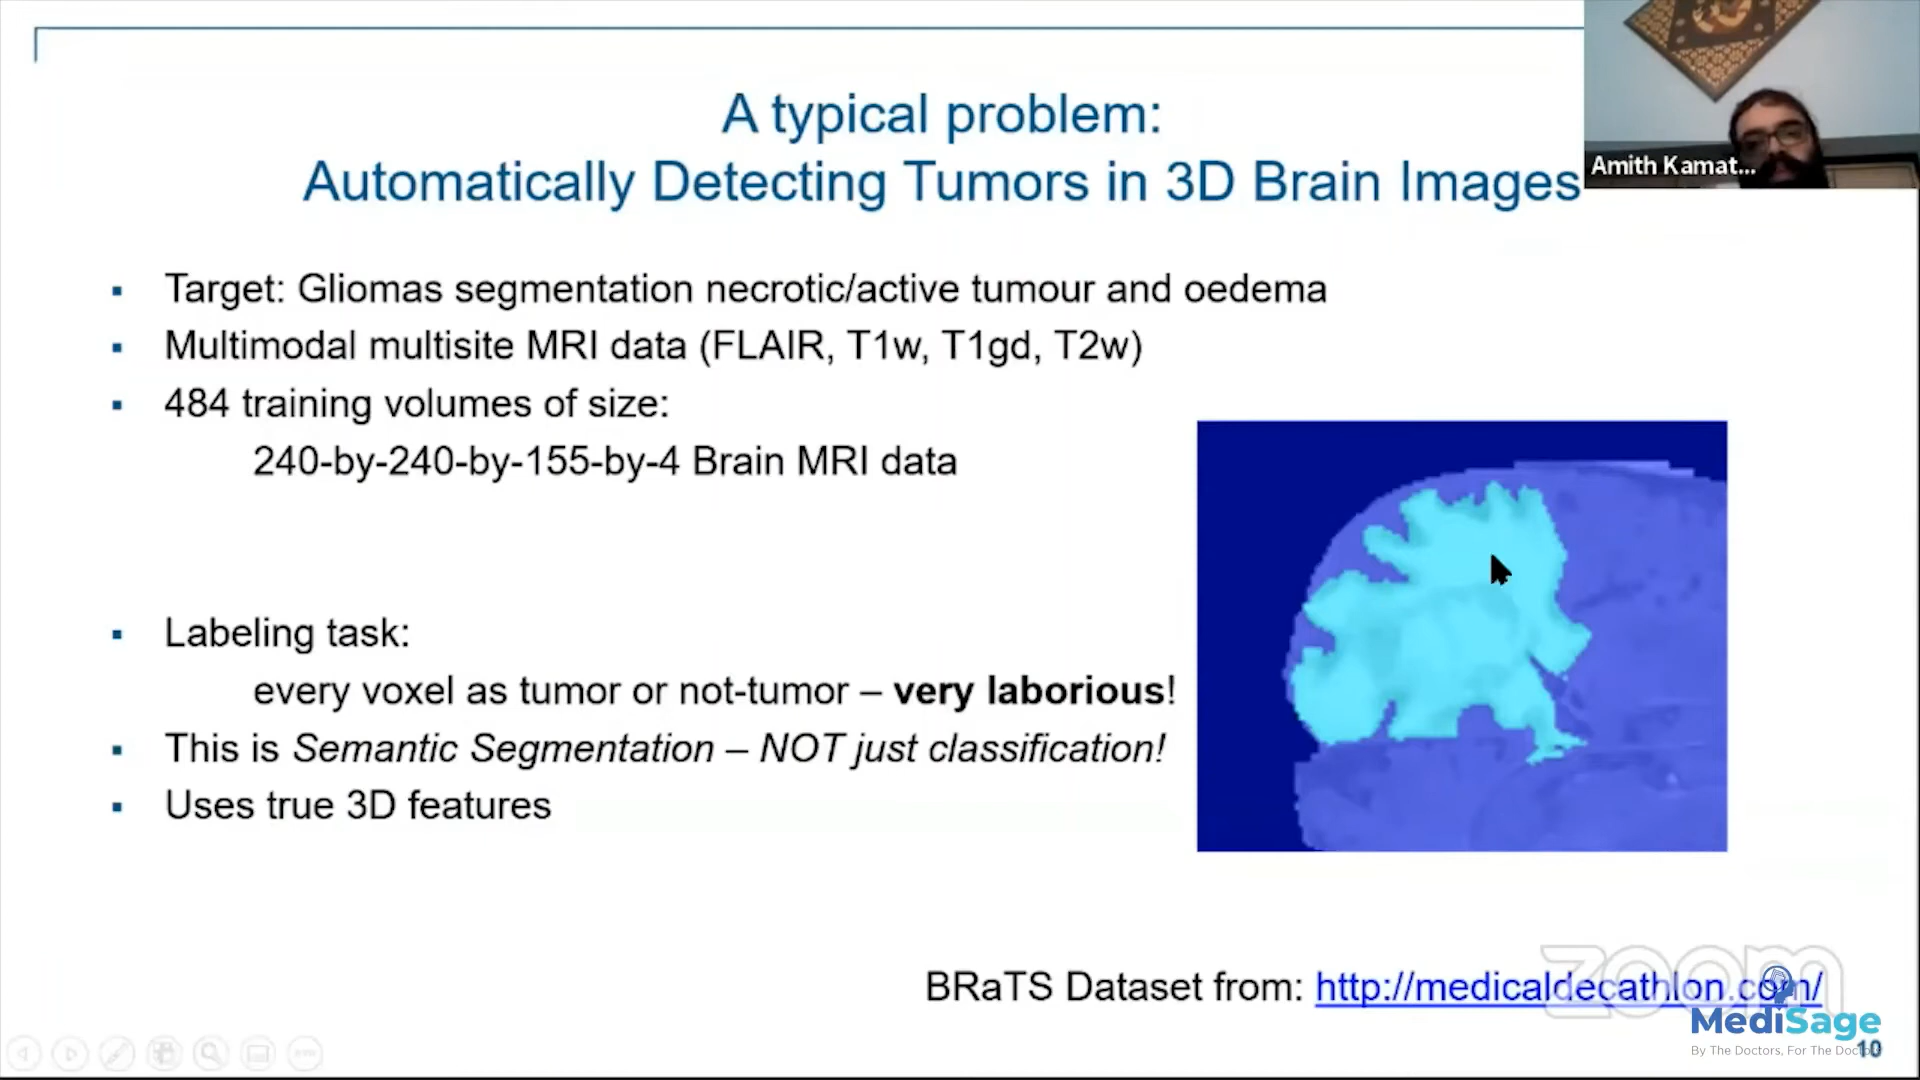 A typical problem:
Automatically Detecting Tumors in 3D Brain Images
Amith Kamat...
▪ Target: Gliomas segmentation necrotic/active tumour and oedema
▪ Multimodal multisite MRI data (FLAIR, T1w, T1gd, T2w)
▪ 484 training volumes of size:
240-by-240-by-155-by-4 Brain MRI data
▪ Labeling task:
every voxel as tumor or not-tumor – very laborious!
▪ This is Semantic Segmentation – NOT just classification!
▪ Uses true 3D features
BRaTS Dataset from: http://medicaldecathlon.com/
zoom
MediSage
By The Doctors, For The Doctors
10